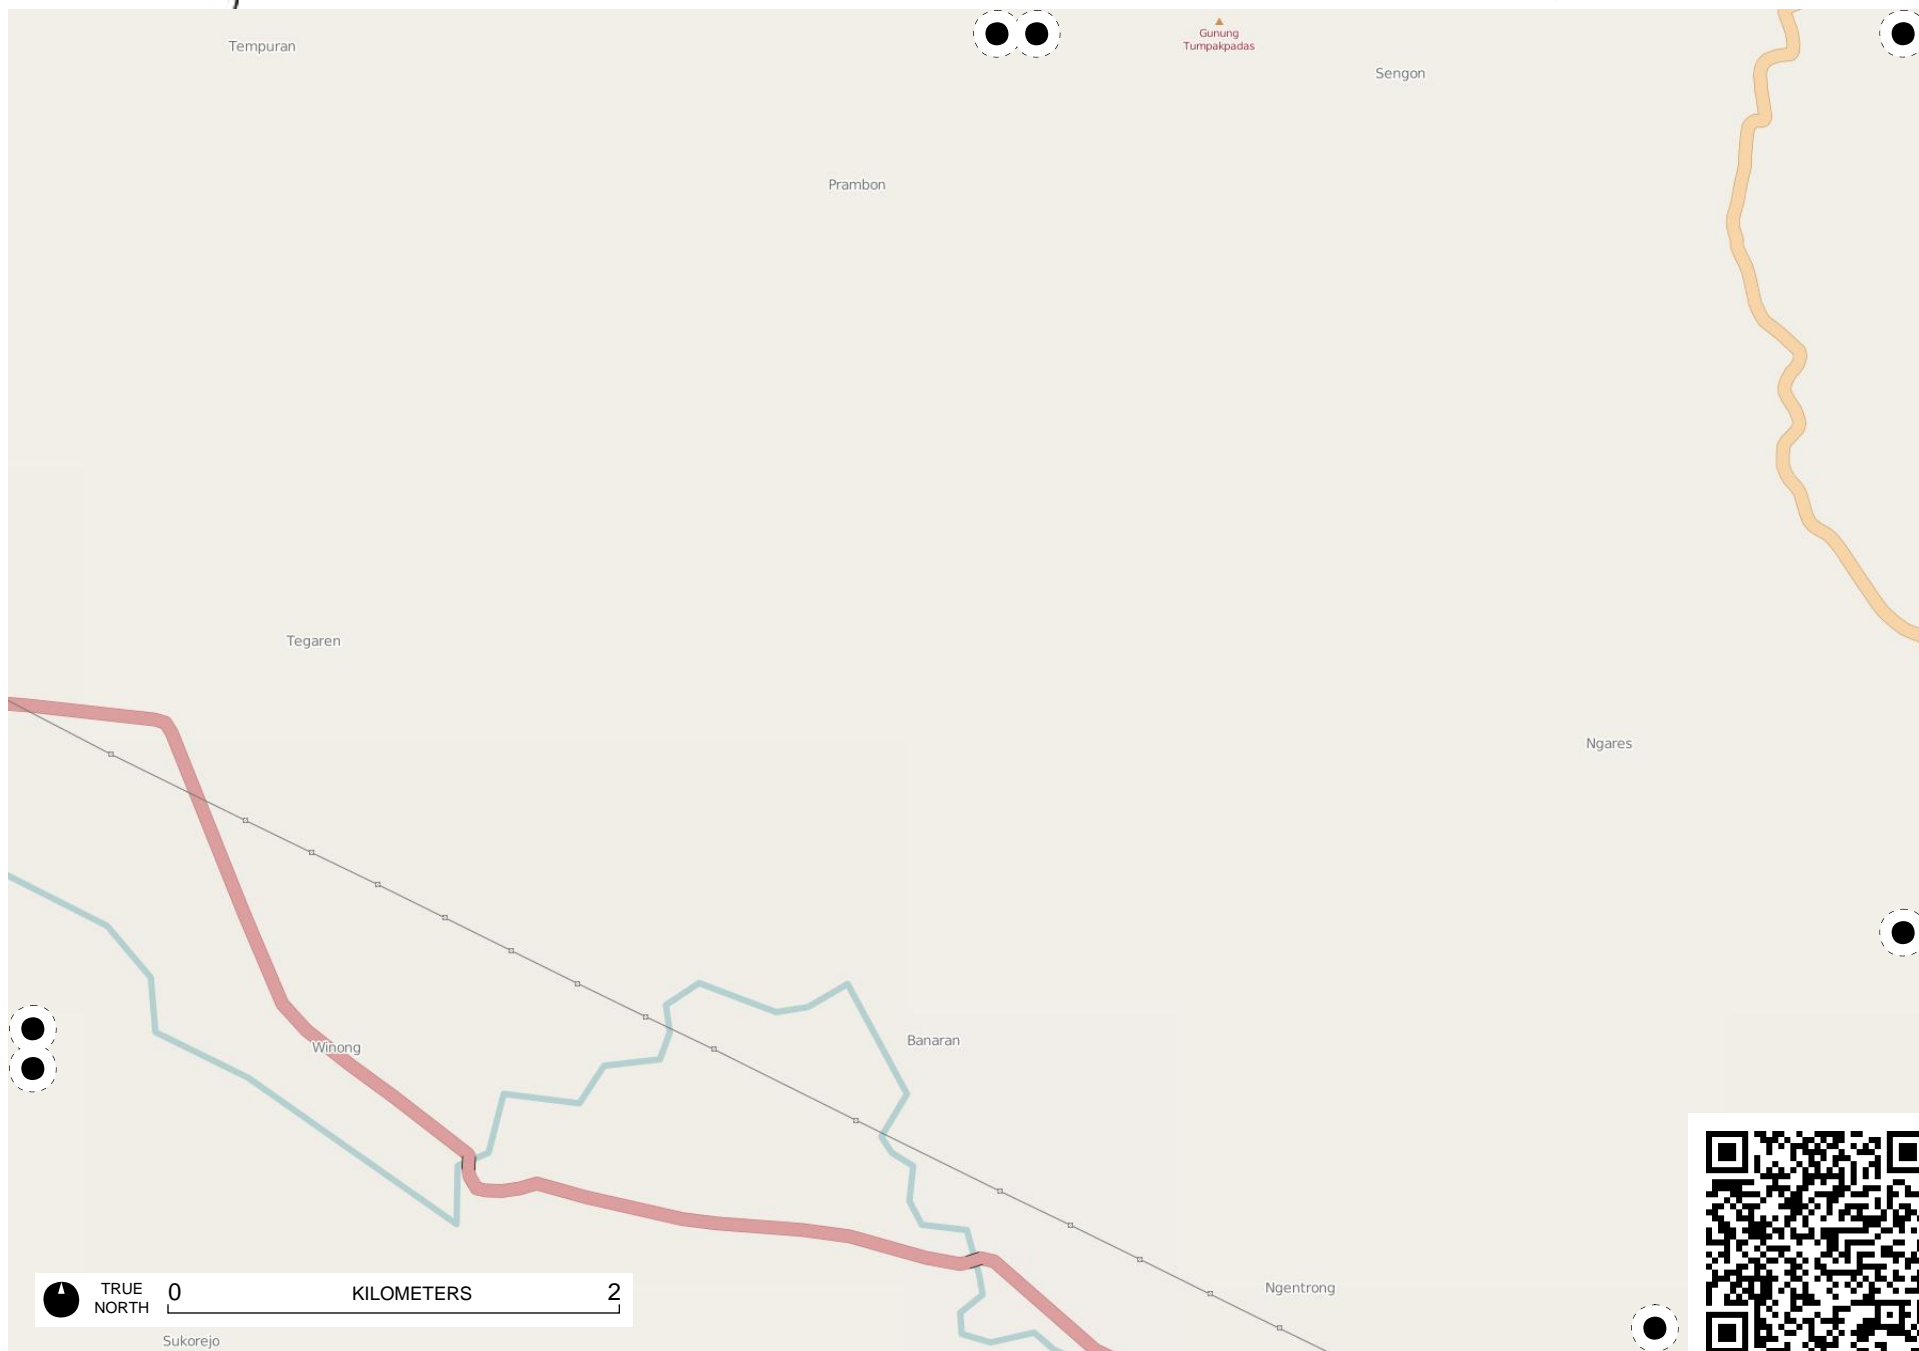 Tempuran
Gunung
Tumpakpadas
Sengon
Prambon
Tegaren
Ngares
Winong
Banaran
Ngentrong
TRUE
NORTH
0 KILOMETERS 2
Sukorejo